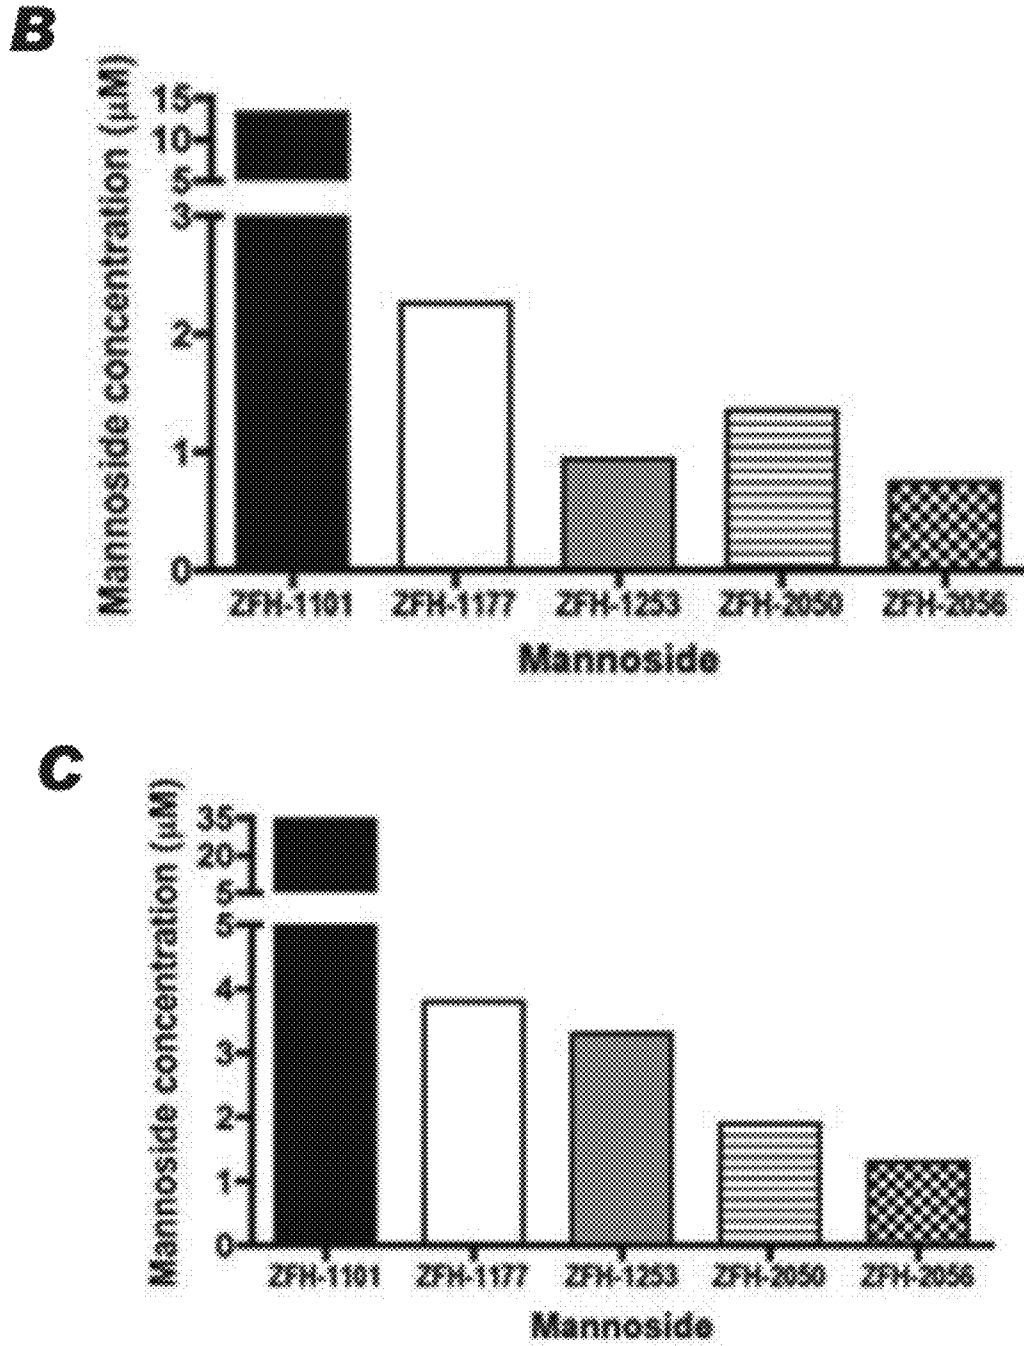 B
Mannoside concentration (μM)
15
10
5
3
2
1
0
ZFH-1101 ZFH-1177 ZFH-1253 ZFH-2050 ZFH-2056
Mannoside
C
Mannoside concentration (μM)
35
20
5
5
4
3
2
1
0
ZFH-1101 ZFH-1177 ZFH-1253 ZFH-2050 ZFH-2056
Mannoside